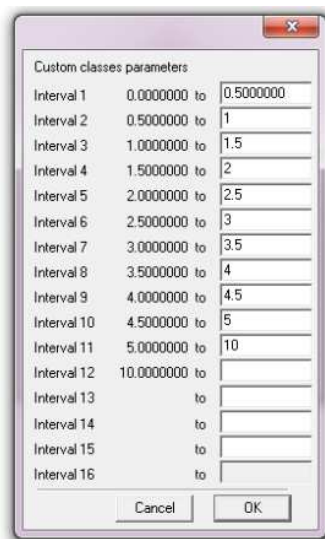 Custom classes parameters
Interval 1 0.0000000 to 0.5000000
Interval 2 0.5000000 to 1
Interval 3 1.0000000 to 1.5
Interval 4 1.5000000 to 2
Interval 5 2.0000000 to 2.5
Interval 6 2.5000000 to 3
Interval 7 3.0000000 to 3.5
Interval 8 3.5000000 to 4
Interval 9 4.0000000 to 4.5
Interval 10 4.5000000 to 5
Interval 11 5.0000000 to 10
Interval 12 10.0000000 to
Interval 13 to
Interval 14 to
Interval 15 to
Interval 16 to
Cancel OK